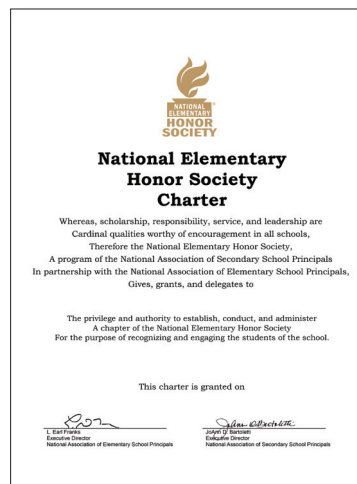 NATIONAL
ELEMENTARY
HONOR
SOCIETY
National Elementary
Honor Society
Charter
Whereas, scholarship, responsibility, service, and leadership are
Cardinal qualities worthy of encouragement in all schools,
Therefore the National Elementary Honor Society,
A program of the National Association of Secondary School Principals
In partnership with the National Association of Elementary School Principals,
Gives, grants, and delegates to
The privilege and authority to establish, conduct, and administer
A chapter of the National Elementary Honor Society
For the purpose of recognizing and engaging the students of the school.
This charter is granted on
L. Earl Franks
Executive Director
National Association of Elementary School Principals
JoAnn D. Bartoletti
JoAnn D. Bartoletti
Executive Director
National Association of Secondary School Principals